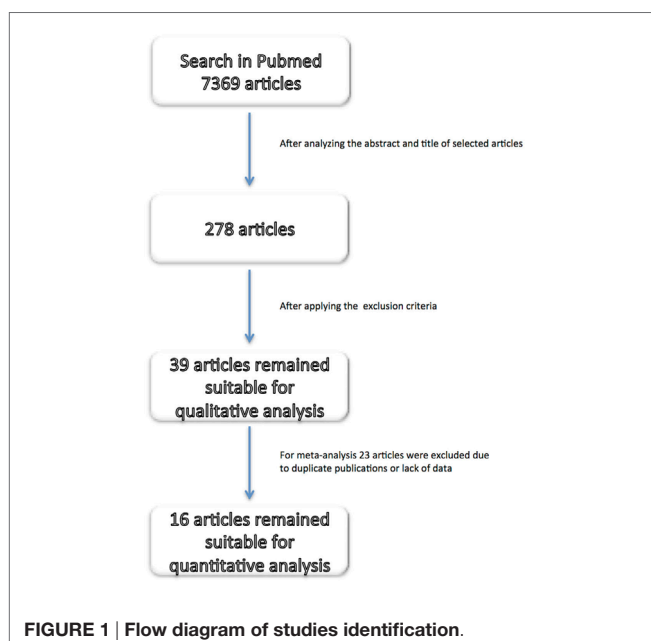 Search in Pubmed
7369 articles
After analyzing the abstract and title of selected articles
278 articles
After applying the exclusion criteria
39 articles remained
suitable for
qualitative analysis
For meta-analysis 23 articles were excluded due
to duplicate publications or lack of data
16 articles remained
suitable for
quantitative analysis
FIGURE 1 | Flow diagram of studies identification.